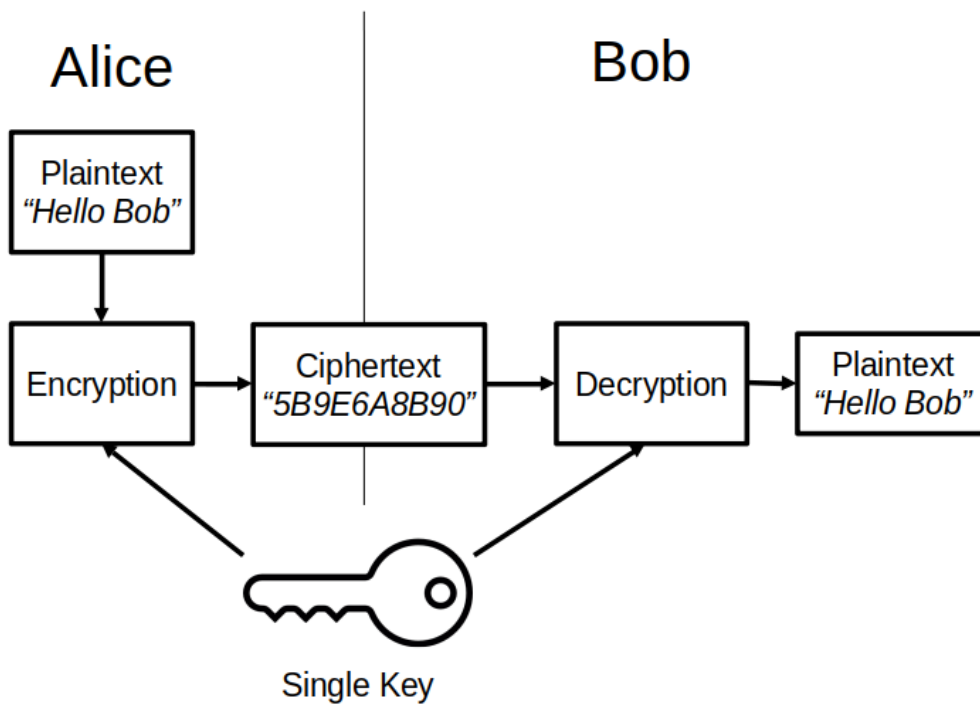 Alice
Bob
Plaintext
“Hello Bob”
Encryption
Ciphertext
“5B9E6A8B90”
Decryption
Plaintext
“Hello Bob”
Single Key